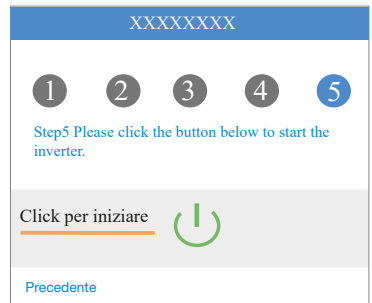 XXXXXXXX
1 2 3 4 5
Step5 Please click the button below to start the
inverter.
Click per iniziare
Precedente